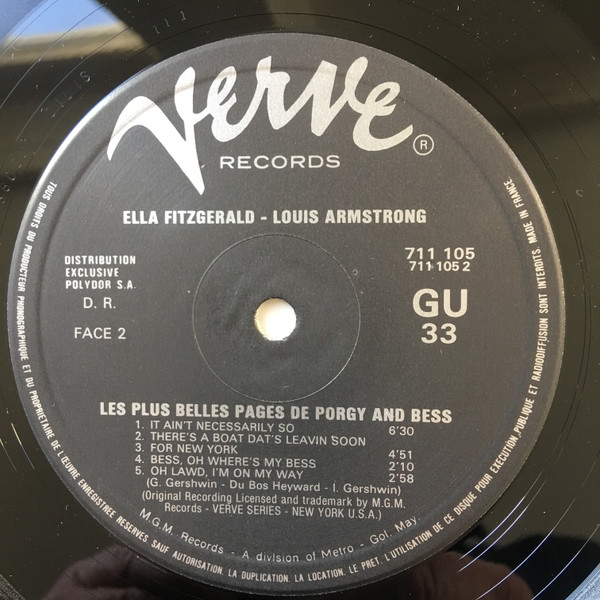 Verve
RECORDS
®
ELLA FITZGERALD - LOUIS ARMSTRONG
DISTRIBUTION
EXCLUSIVE
POLYDOR S.A.
D. R.
FACE 2
711 105
711 105 2
GU
33
LES PLUS BELLES PAGES DE PORGY AND BESS
1. IT AIN'T NECESSARILY SO 6'30
2. THERE'S A BOAT DAT'S LEAVIN SOON
3. FOR NEW YORK 4'51
4. BESS, OH WHERE'S MY BESS 2'10
5. OH LAWD, I'M ON MY WAY 2'58
(G. Gershwin - Du Bos Heyward - I. Gershwin)
(Original Recording Licensed and trademark by M.G.M.
Records - VERVE SERIES - NEW YORK U.S.A.)
M.G.M. Records - A division of Metro - Gol. May
TOUS DROITS DU PRODUCTEUR PHONOGRAPHIQUE ET DU PROPRIETAIRE DE L'ŒUVRE ENREGISTREE RESERVES. SAUF AUTORISATION. LA DUPLICATION. LA LOCATION. LE PRET. L'UTILISATION DE CE DISQUE POUR EXECUTION PUBLIQUE ET RADIODIFFUSION SONT INTERDITS. MADE IN FRANCE.